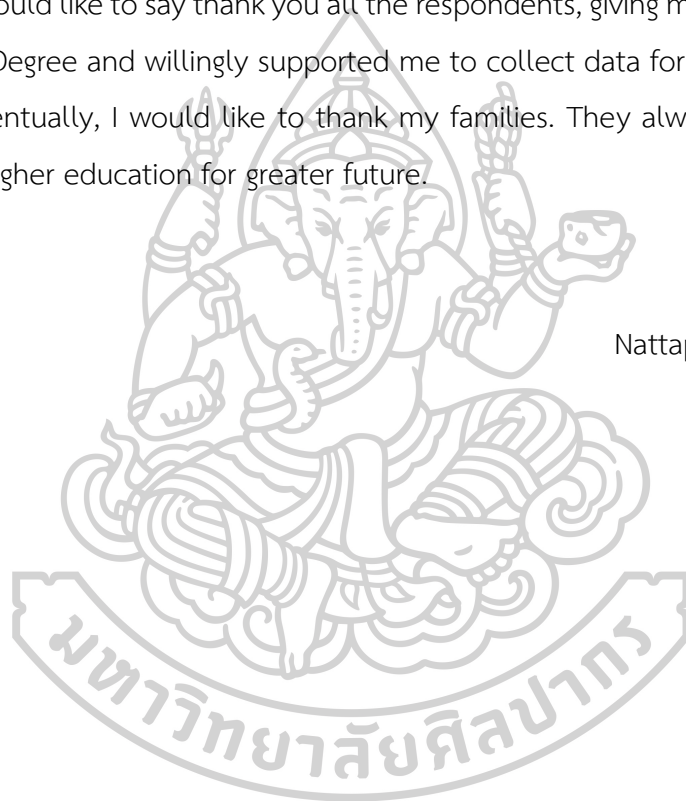 ould like to say thank you all the respondents, giving m
Degree and willingly supported me to collect data for
entually, I would like to thank my families. They alw
gher education for greater future.
Nattap
มหาวิทยาลัยศิลปากร